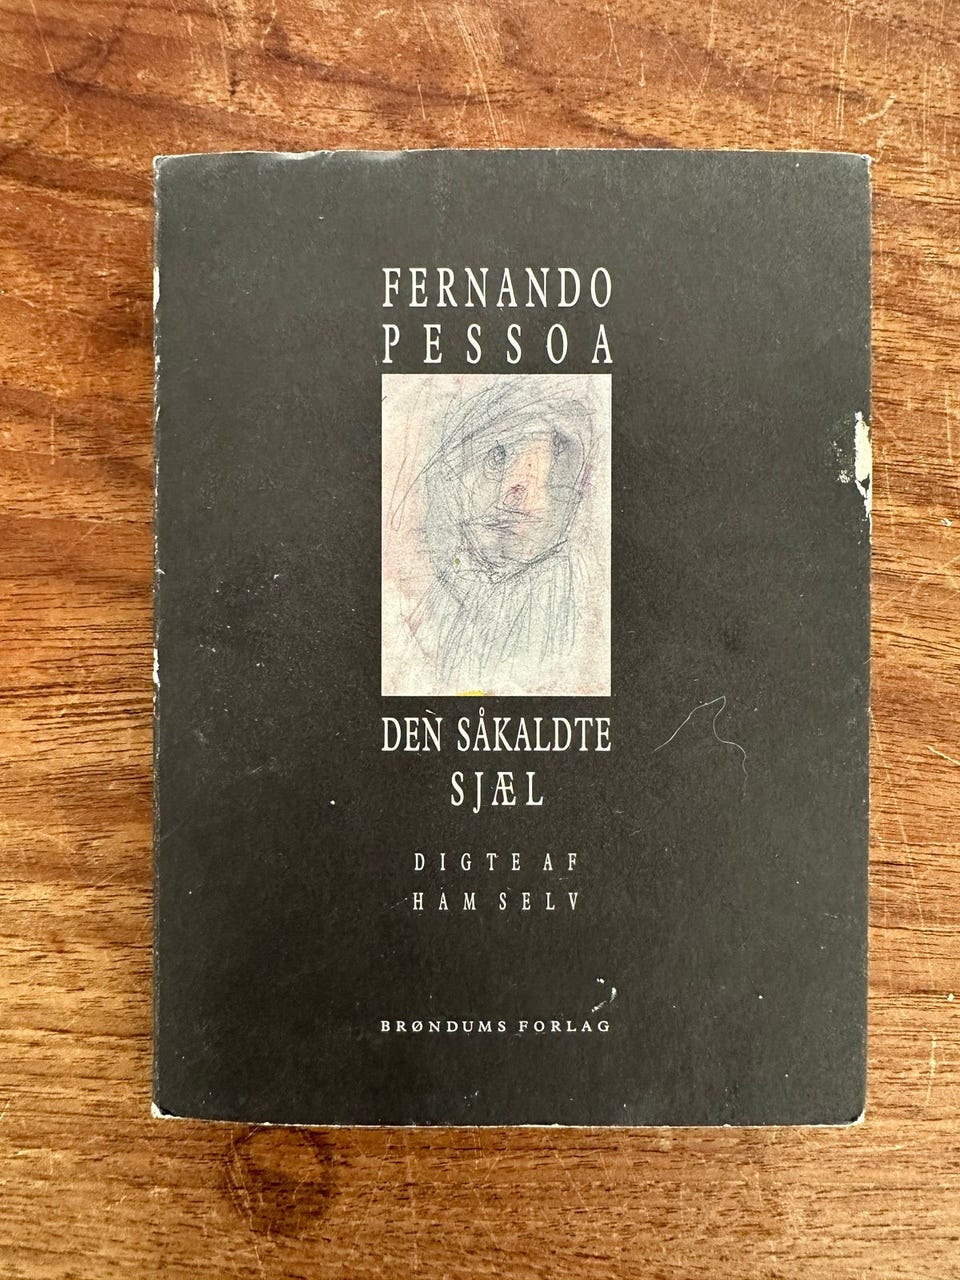 FERNANDO
PESSOA
DEN SÅKALDTE
SJÆL
DIGTE AF
HAM SELV
BRØNDUMS FORLAG